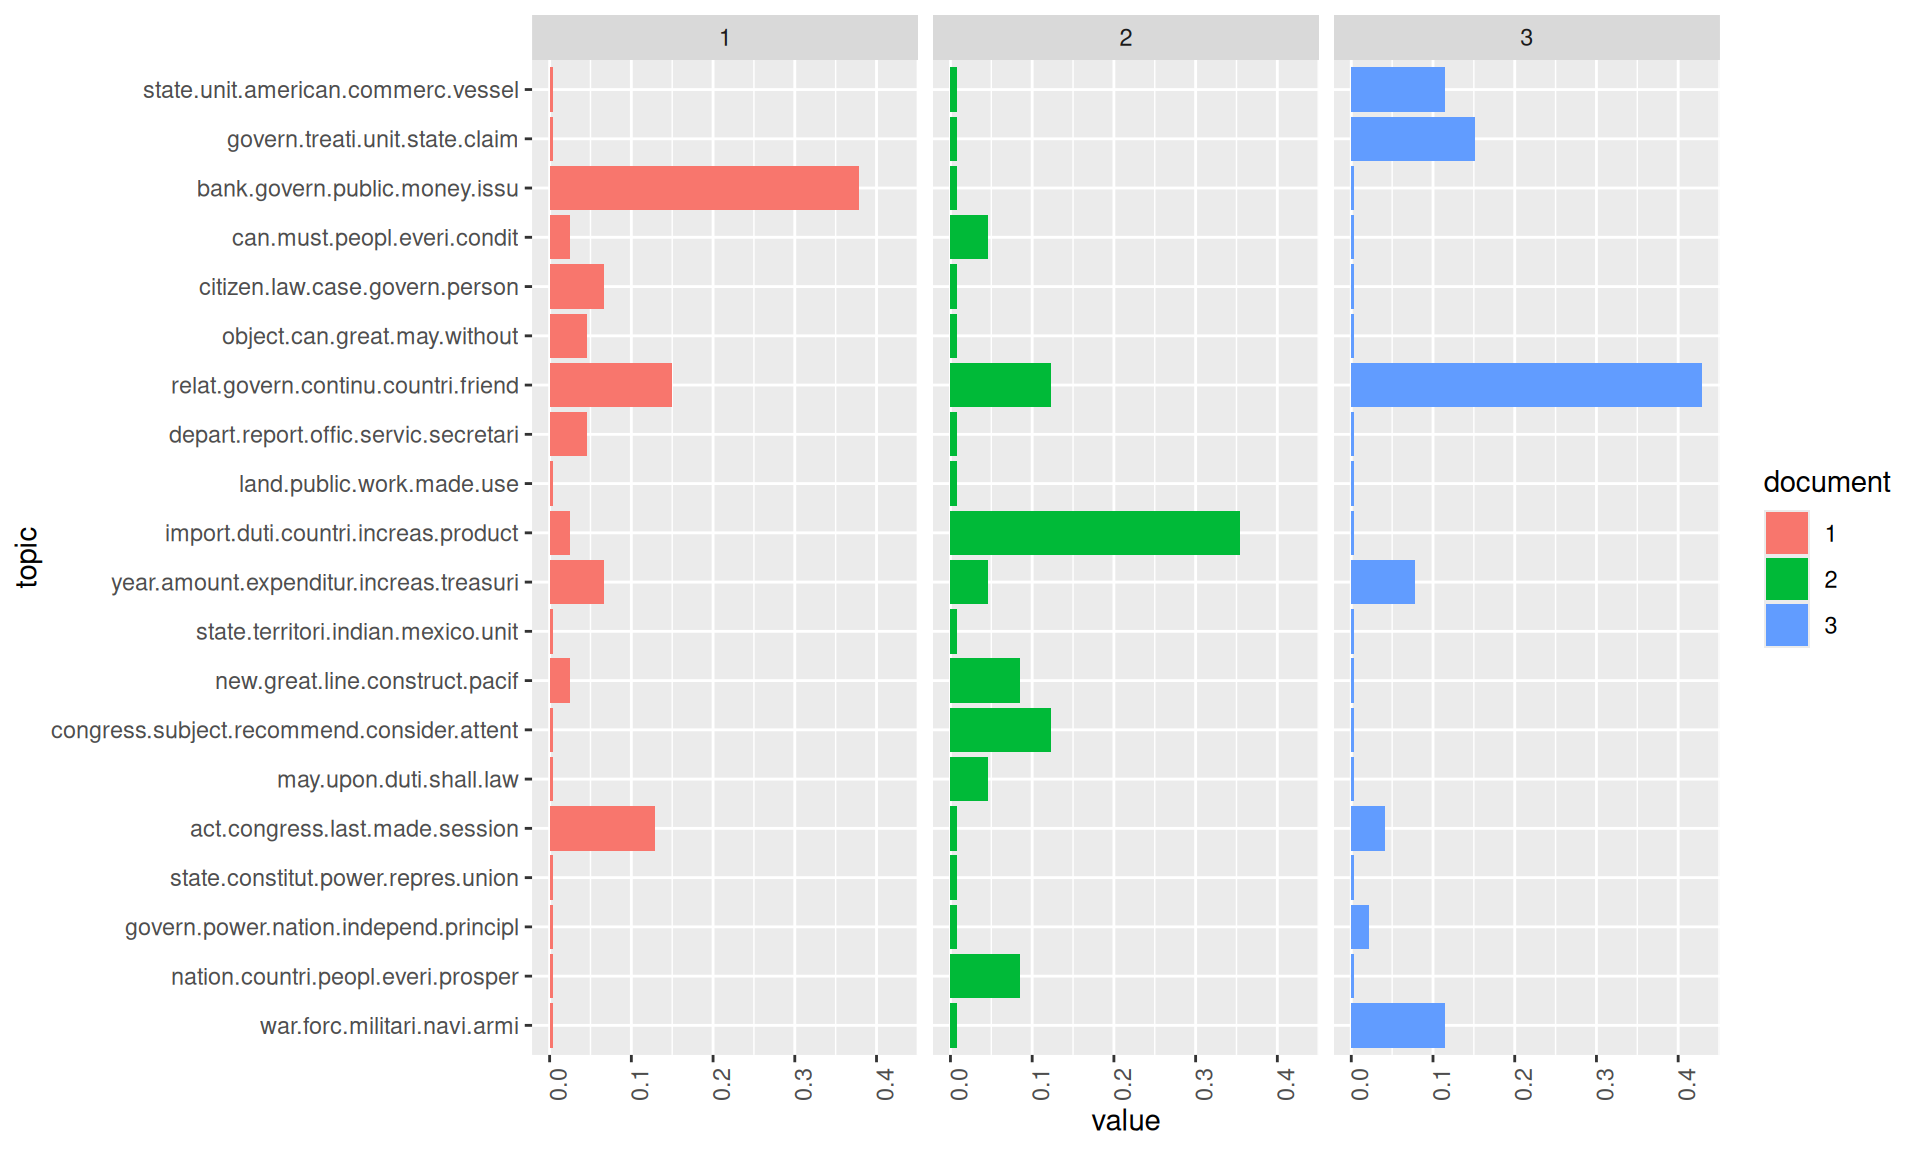 1 2 3
state.unit.american.commerc.vessel
govern.treati.unit.state.claim
bank.govern.public.money.issu
can.must.peopl.everi.condit
citizen.law.case.govern.person
object.can.great.may.without
relat.govern.continu.countri.friend
depart.report.offic.servic.secretari
land.public.work.made.use
import.duti.countri.increas.product
year.amount.expenditur.increas.treasuri
state.territori.indian.mexico.unit
new.great.line.construct.pacif
congress.subject.recommend.consider.attent
may.upon.duti.shall.law
act.congress.last.made.session
state.constitut.power.repres.union
govern.power.nation.independ.principl
nation.countri.peopl.everi.prosper
war.forc.militari.navi.armi
topic
0.0 0.1 0.2 0.3 0.4 0.0 0.1 0.2 0.3 0.4 0.0 0.1 0.2 0.3 0.4
value
document
1
2
3